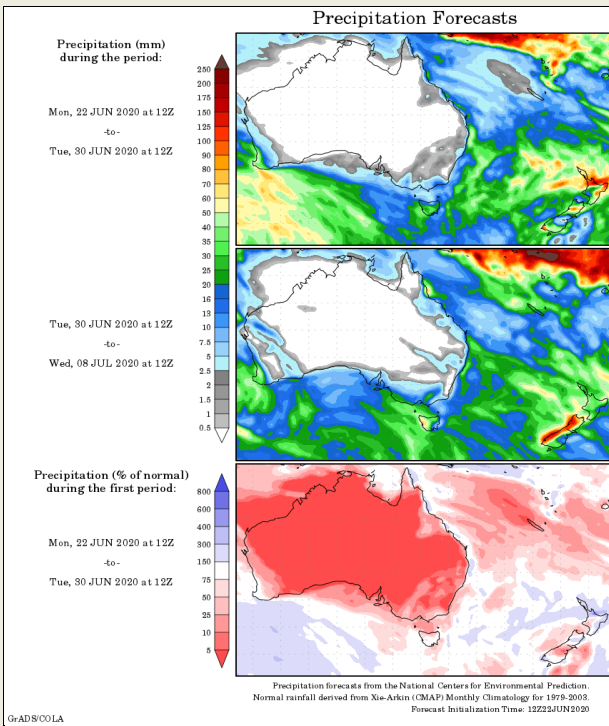 Precipitation Forecasts
Precipitation (mm)
during the period:
Mon, 22 JUN 2020 at 12Z
-to-
Tue, 30 JUN 2020 at 12Z
250
200
175
150
125
100
90
80
70
60
50
40
35
30
25
20
16
13
10
7.5
5
2.5
2
1.5
1
0.5
Tue, 30 JUN 2020 at 12Z
-to-
Wed, 08 JUL 2020 at 12Z
Precipitation (% of normal)
during the first period:
Mon, 22 JUN 2020 at 12Z
-to-
Tue, 30 JUN 2020 at 12Z
800
600
400
300
150
75
50
25
10
5
Precipitation forecasts from the National Centers for Environmental Prediction.
Normal rainfall derived from Xie-Arkin (CMAP) Monthly Climatology for 1979-2003.
Forecast Initialization Time: 12Z22JUN2020
GrADS/COLA